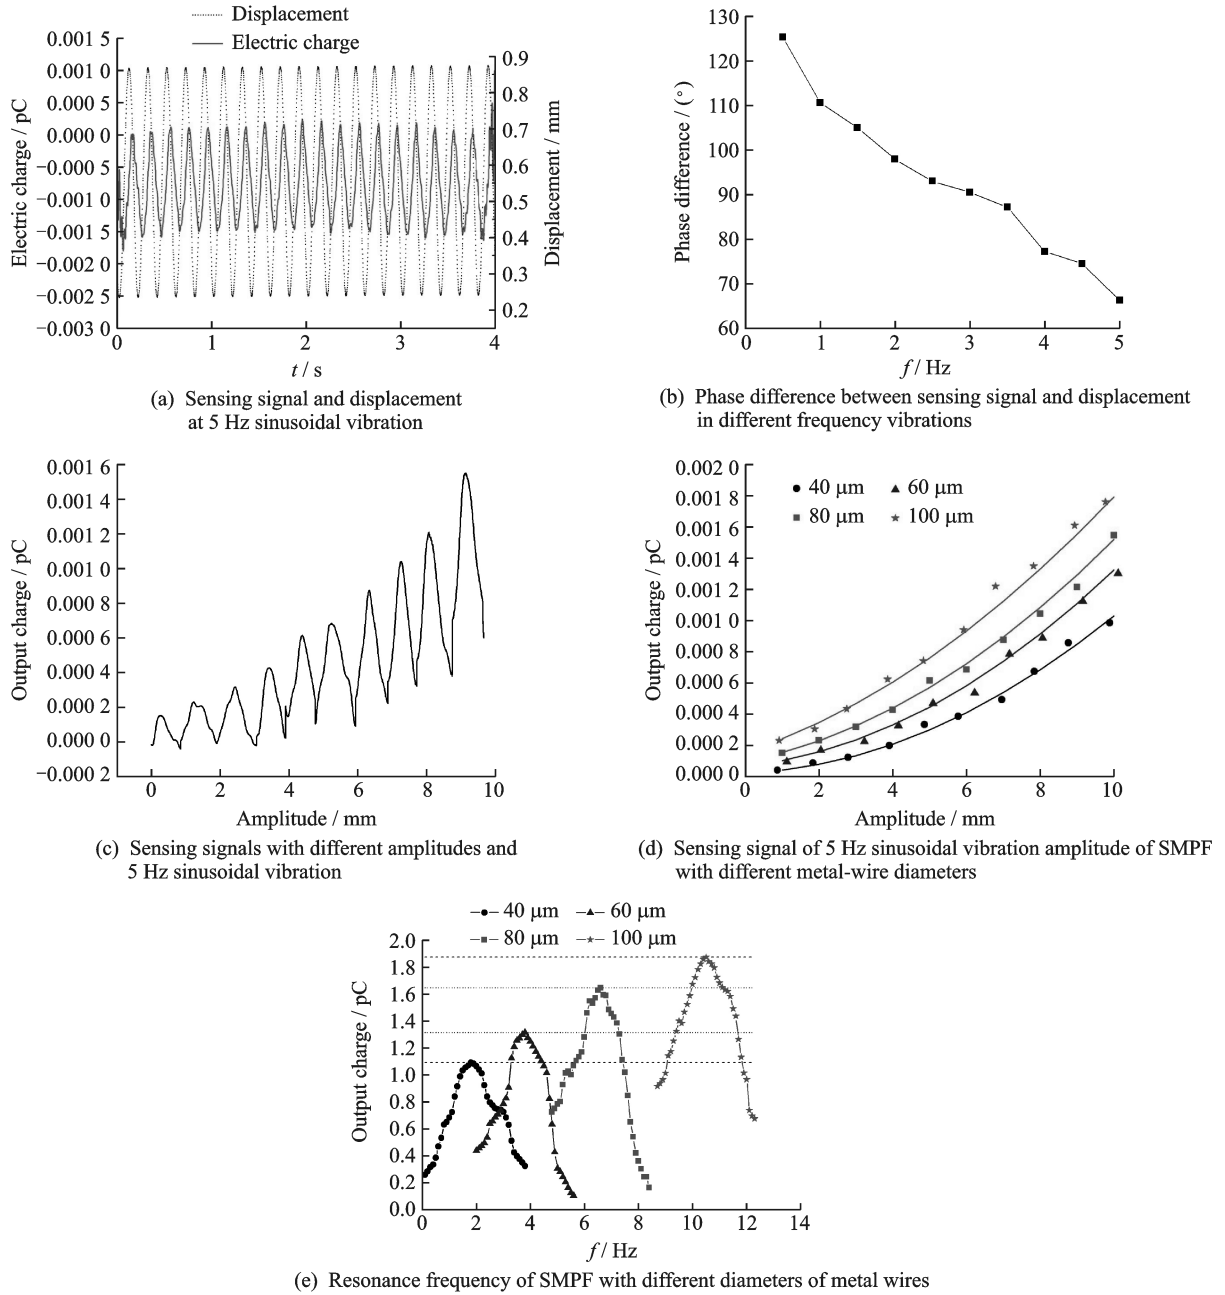 Displacement
Electric charge
0.001 5
0.001 0
0.000 5
0.000 0
−0.000 5
−0.001 0
−0.001 5
−0.002 0
−0.002 5
−0.003 0
Electric charge / pC
0.9
0.8
0.7
0.6
0.5
0.4
0.3
0.2
Displacement / mm
0 1 2 3 4
t / s
(a) Sensing signal and displacement
at 5 Hz sinusoidal vibration
130
120
110
100
90
80
70
60
Phase difference / (°)
1 2 3 4 5
f / Hz
(b) Phase difference between sensing signal and displacement
in different frequency vibrations
0.001 6
0.001 4
0.001 2
0.001 0
0.000 8
0.000 6
0.000 4
0.000 2
0.000 0
−0.000 2
Output charge / pC
0 2 4 6 8 10
Amplitude / mm
(c) Sensing signals with different amplitudes and
5 Hz sinusoidal vibration
40 μm 60 μm
80 μm 100 μm
0.002 0
0.001 8
0.001 6
0.001 4
0.001 2
0.001 0
0.000 8
0.000 6
0.000 4
0.000 2
0.000 0
Output charge / pC
2 4 6 8 10
Amplitude / mm
(d) Sensing signal of 5 Hz sinusoidal vibration amplitude of SMPF
with different metal-wire diameters
40 μm 60 μm
80 μm 100 μm
2.0
1.8
1.6
1.4
1.2
1.0
0.8
0.6
0.4
0.2
0.0
Output charge / pC
0 2 4 6 8 10 12 14
f / Hz
(e) Resonance frequency of SMPF with different diameters of metal wires